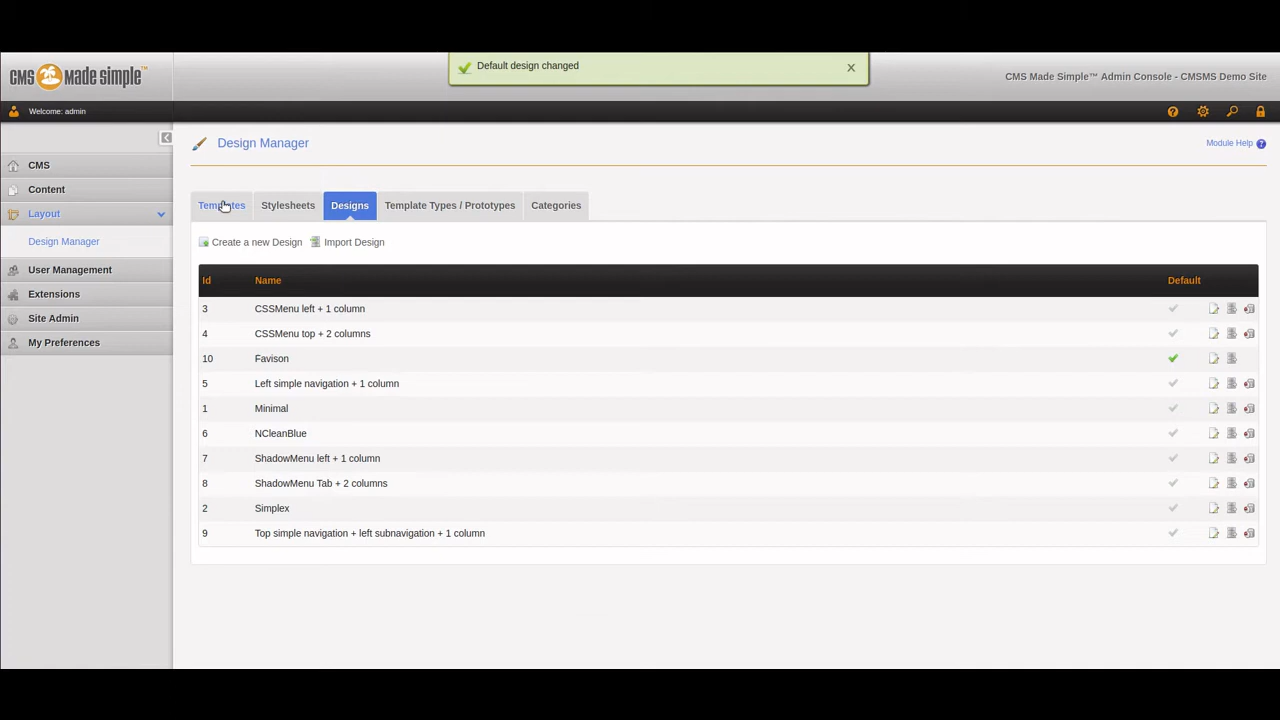 Default design changed
CMS made simple™
CMS Made Simple™ Admin Console - CMSMS Demo Site
Welcome: admin
CMS
Content
Layout
Design Manager
User Management
Extensions
Site Admin
My Preferences
Design Manager
Module Help ?
Templates Stylesheets Designs Template Types / Prototypes Categories
Create a new Design Import Design
Id Name Default
3 CSSMenu left + 1 column
4 CSSMenu top + 2 columns
10 Favison
5 Left simple navigation + 1 column
1 Minimal
6 NCleanBlue
7 ShadowMenu left + 1 column
8 ShadowMenu Tab + 2 columns
2 Simplex
9 Top simple navigation + left subnavigation + 1 column